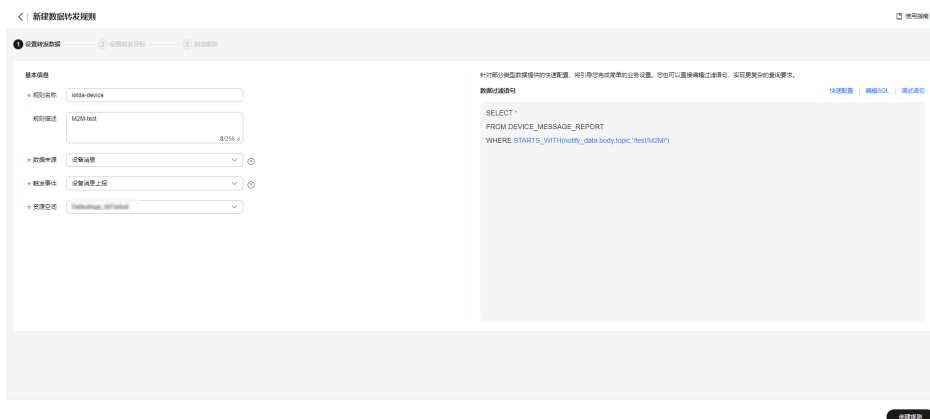 新建数据转发规则
使用指南
1 设置转发数据
2 设置转发目标
3 启动规则
基本信息
* 规则名称 iotda-device
规则描述 M2M-test
8/256
* 数据来源 设备消息
* 触发事件 设备消息上报
* 资源空间
针对部分类型数据提供的快速配置，将引导您完成简单的业务设置。您也可以直接编辑过滤语句，实现更复杂的查询要求。
数据过滤语句
快速配置 | 编辑SQL | 调试语句
SELECT *
FROM DEVICE_MESSAGE_REPORT
WHERE STARTS_WITH(notify_data.body.topic,'/test/M2M/')
创建规则